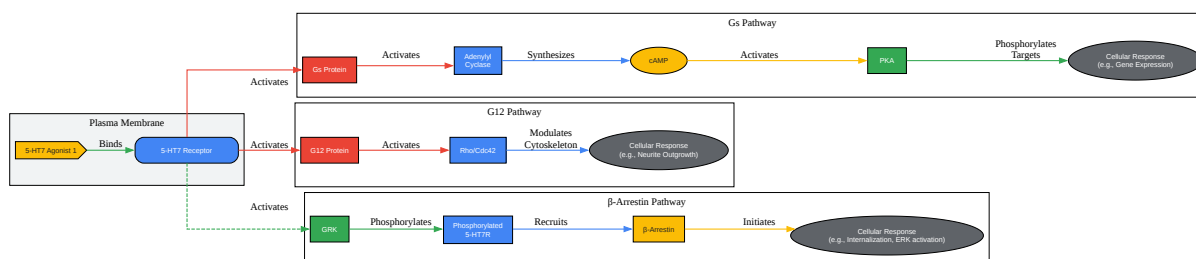 Gs Pathway
Gs Protein
Activates
Adenylyl
Cyclase
Synthesizes
cAMP
Activates
PKA
Phosphorylates
Targets
Cellular Response
(e.g., Gene Expression)
Activates
Plasma Membrane
5-HT7 Agonist 1
Binds
5-HT7 Receptor
Activates
G12 Pathway
G12 Protein
Activates
Rho/Cdc42
Modulates
Cytoskeleton
Cellular Response
(e.g., Neurite Outgrowth)
Activates
β-Arrestin Pathway
GRK
Phosphorylates
Phosphorylated
5-HT7R
Recruits
β-Arrestin
Initiates
Cellular Response
(e.g., Internalization, ERK activation)